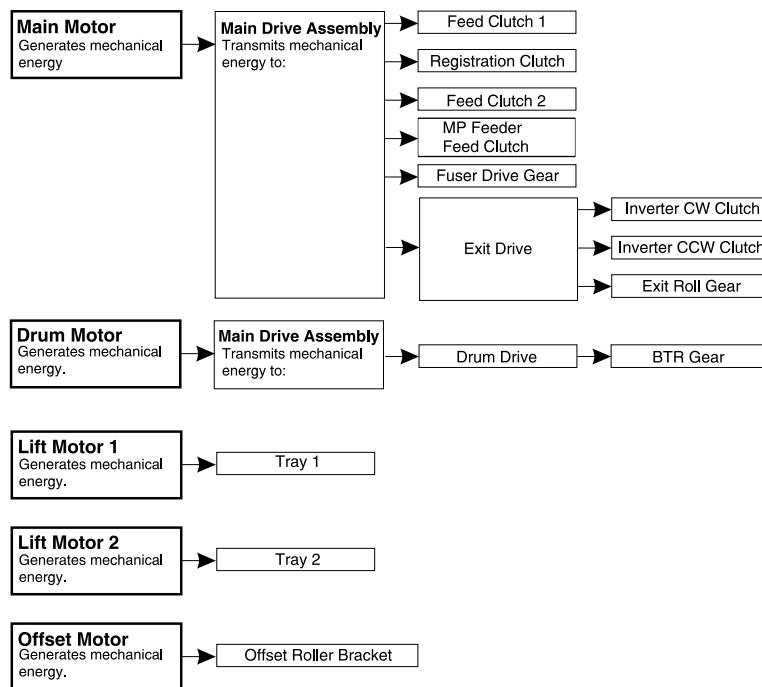 Main Motor
Generates mechanical
energy
Main Drive Assembly
Transmits mechanical
energy to:
Feed Clutch 1
Registration Clutch
Feed Clutch 2
MP Feeder
Feed Clutch
Fuser Drive Gear
Exit Drive
Inverter CW Clutch
Inverter CCW Clutch
Exit Roll Gear
Drum Motor
Generates mechanical
energy.
Main Drive Assembly
Transmits mechanical
energy to:
Drum Drive
BTR Gear
Lift Motor 1
Generates mechanical
energy.
Tray 1
Lift Motor 2
Generates mechanical
energy.
Tray 2
Offset Motor
Generates mechanical
energy.
Offset Roller Bracket